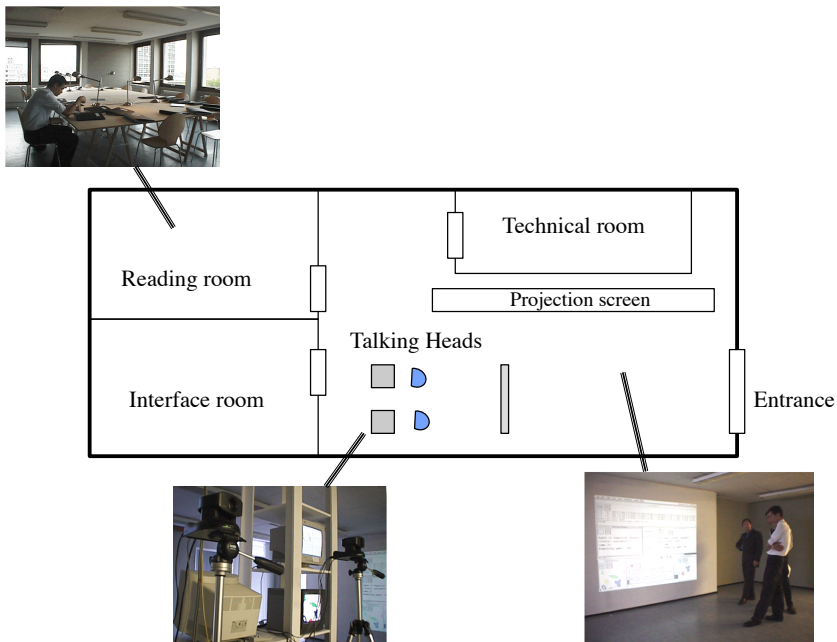 Technical room
Reading room
Projection screen
Talking Heads
Interface room
Entrance